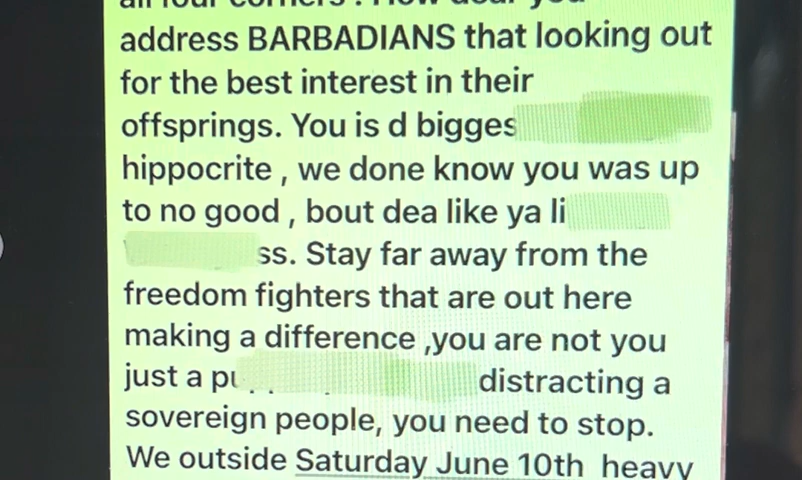 address BARBADIANS that looking out
for the best interest in their
offsprings. You is d bigges
hippocrite , we done know you was up
to no good , bout dea like ya li
ss. Stay far away from the
freedom fighters that are out here
making a difference ,you are not you
just a distracting a
sovereign people, you need to stop.
We outside Saturday June 10th heavy